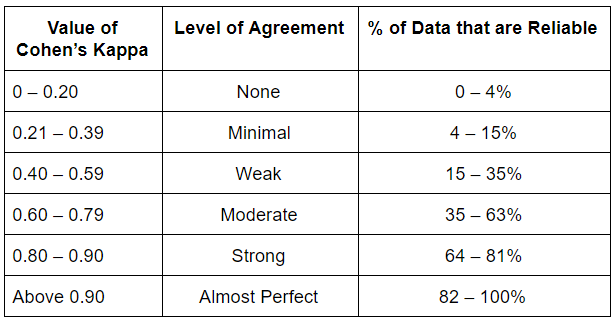 Value of Cohen's Kappa Level of Agreement % of Data that are Reliable
0 – 0.20 None 0 – 4%
0.21 – 0.39 Minimal 4 – 15%
0.40 – 0.59 Weak 15 – 35%
0.60 – 0.79 Moderate 35 – 63%
0.80 – 0.90 Strong 64 – 81%
Above 0.90 Almost Perfect 82 – 100%